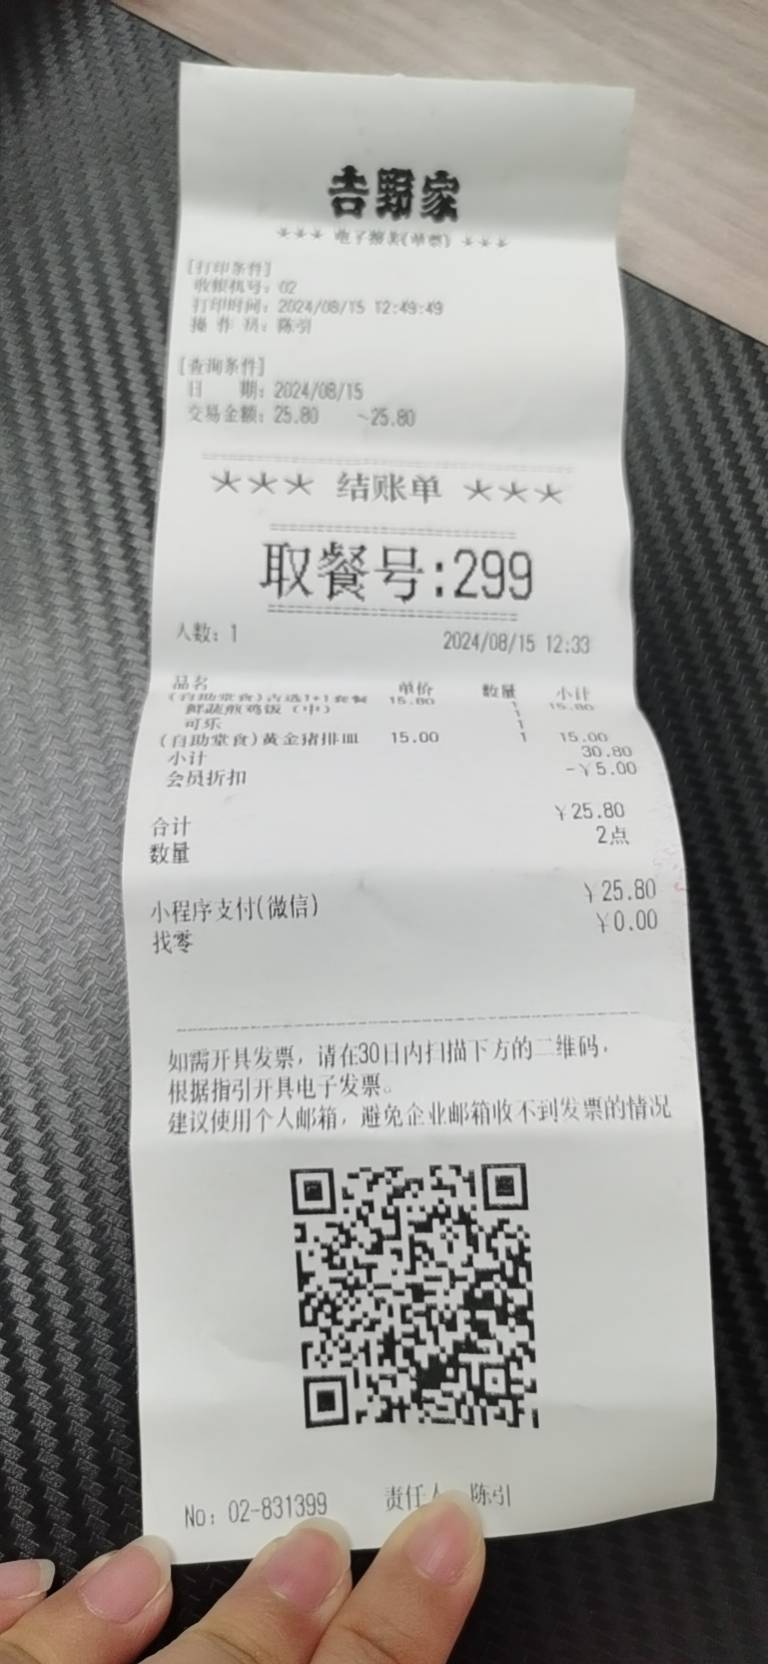 吉野家
*** 电子检索(单票) ***
[打印条件]
收银机号：02
打印时间：2024/08/15 12:49:49
操 作 员：陈引
[查询条件]
日 期：2024/08/15
交易金额：25.80 ~25.80
*** 结账单 ***
取餐号:299
人数：1 2024/08/15 12:33
品名 单价 数量 小计
(自助堂食)吉选1+1套餐 15.80 1 15.80
鲜蔬煎鸡饭（中） 1
可乐 1
(自助堂食)黄金猪排皿 15.00 1 15.00
小计 30.80
会员折扣 -￥5.00
合计 ￥25.80
数量 2点
小程序支付(微信) ￥25.80
找零 ￥0.00
如需开具发票，请在30日内扫描下方的二维码，
根据指引开具电子发票。
建议使用个人邮箱，避免企业邮箱收不到发票的情况
No：02-831399 责任人 陈引